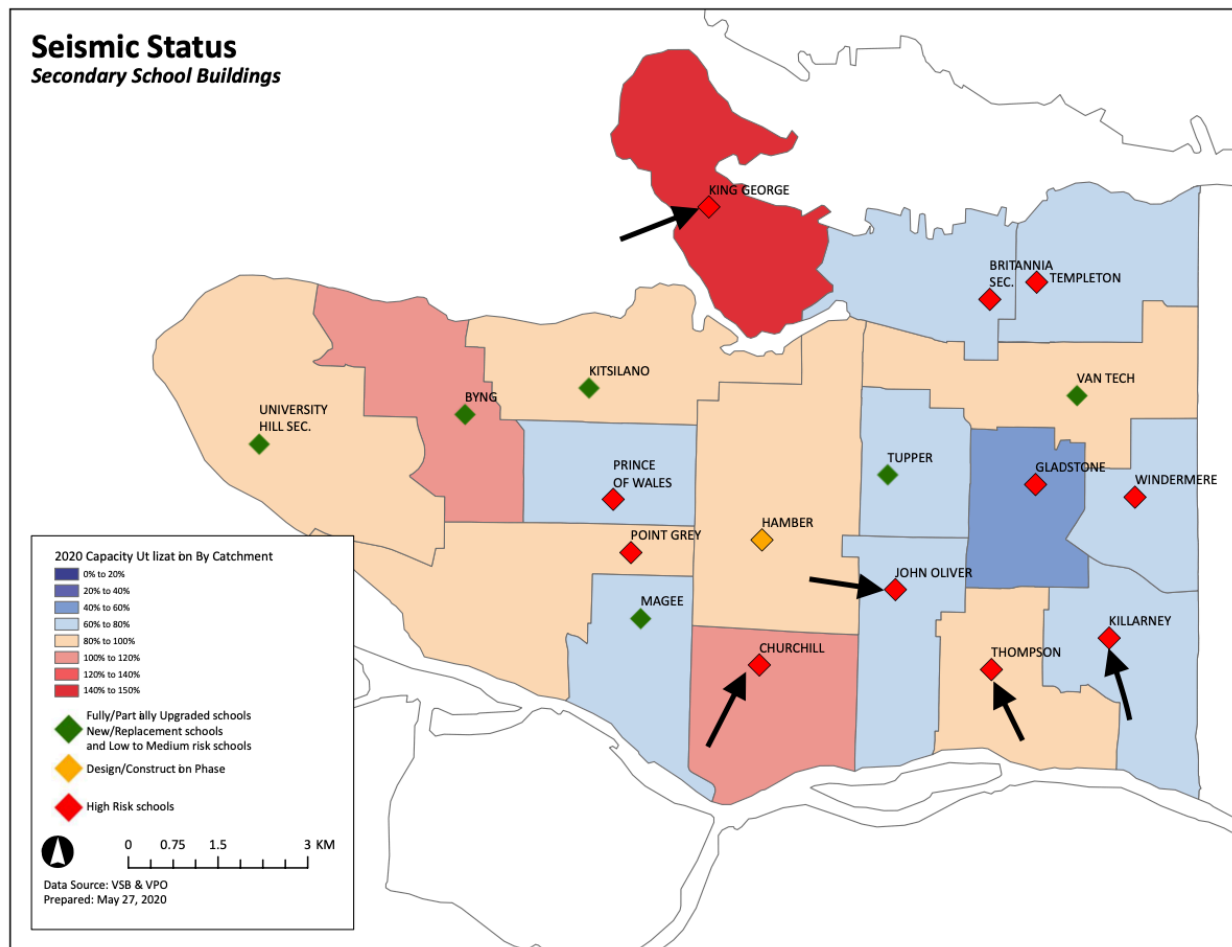 Seismic Status
Secondary School Buildings
KING GEORGE
BRITANNIA
SEC.
TEMPLETON
KITSILANO
VAN TECH
BYNG
UNIVERSITY
HILL SEC.
TUPPER
GLADSTONE
WINDERMERE
PRINCE
OF WALES
HAMBER
POINT GREY
JOHN OLIVER
MAGEE
KILLARNEY
CHURCHILL
THOMPSON
2020 Capacity Ut lizat on By Catchment
0% to 20%
20% to 40%
40% to 60%
60% to 80%
80% to 100%
100% to 120%
120% to 140%
140% to 150%
Fully/Part ally Upgraded schools
New/Replacement schools
and Low to Medium risk schools
Design/Construct on Phase
High Risk schools
0 0.75 1.5 3 KM
Data Source: VSB & VPO
Prepared: May 27, 2020